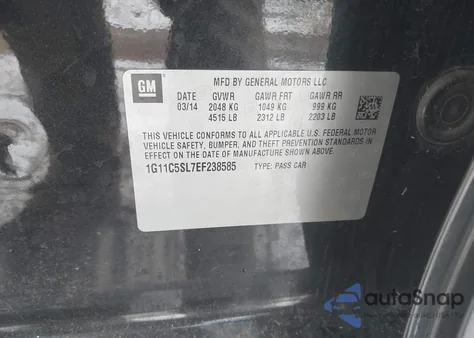 GM
MFD BY GENERAL MOTORS LLC
DATE GVWR GAWR FRT GAWR RR
03/14 2048 KG 1049 KG 999 KG
4515 LB 2312 LB 2203 LB
THIS VEHICLE CONFORMS TO ALL APPLICABLE U.S. FEDERAL MOTOR
VEHICLE SAFETY, BUMPER, AND THEFT PREVENTION STANDARDS IN
EFFECT ON THE DATE OF MANUFACTURE SHOWN ABOVE.
1G11C5SL7EF238585 TYPE: PASS CAR
autoSnap